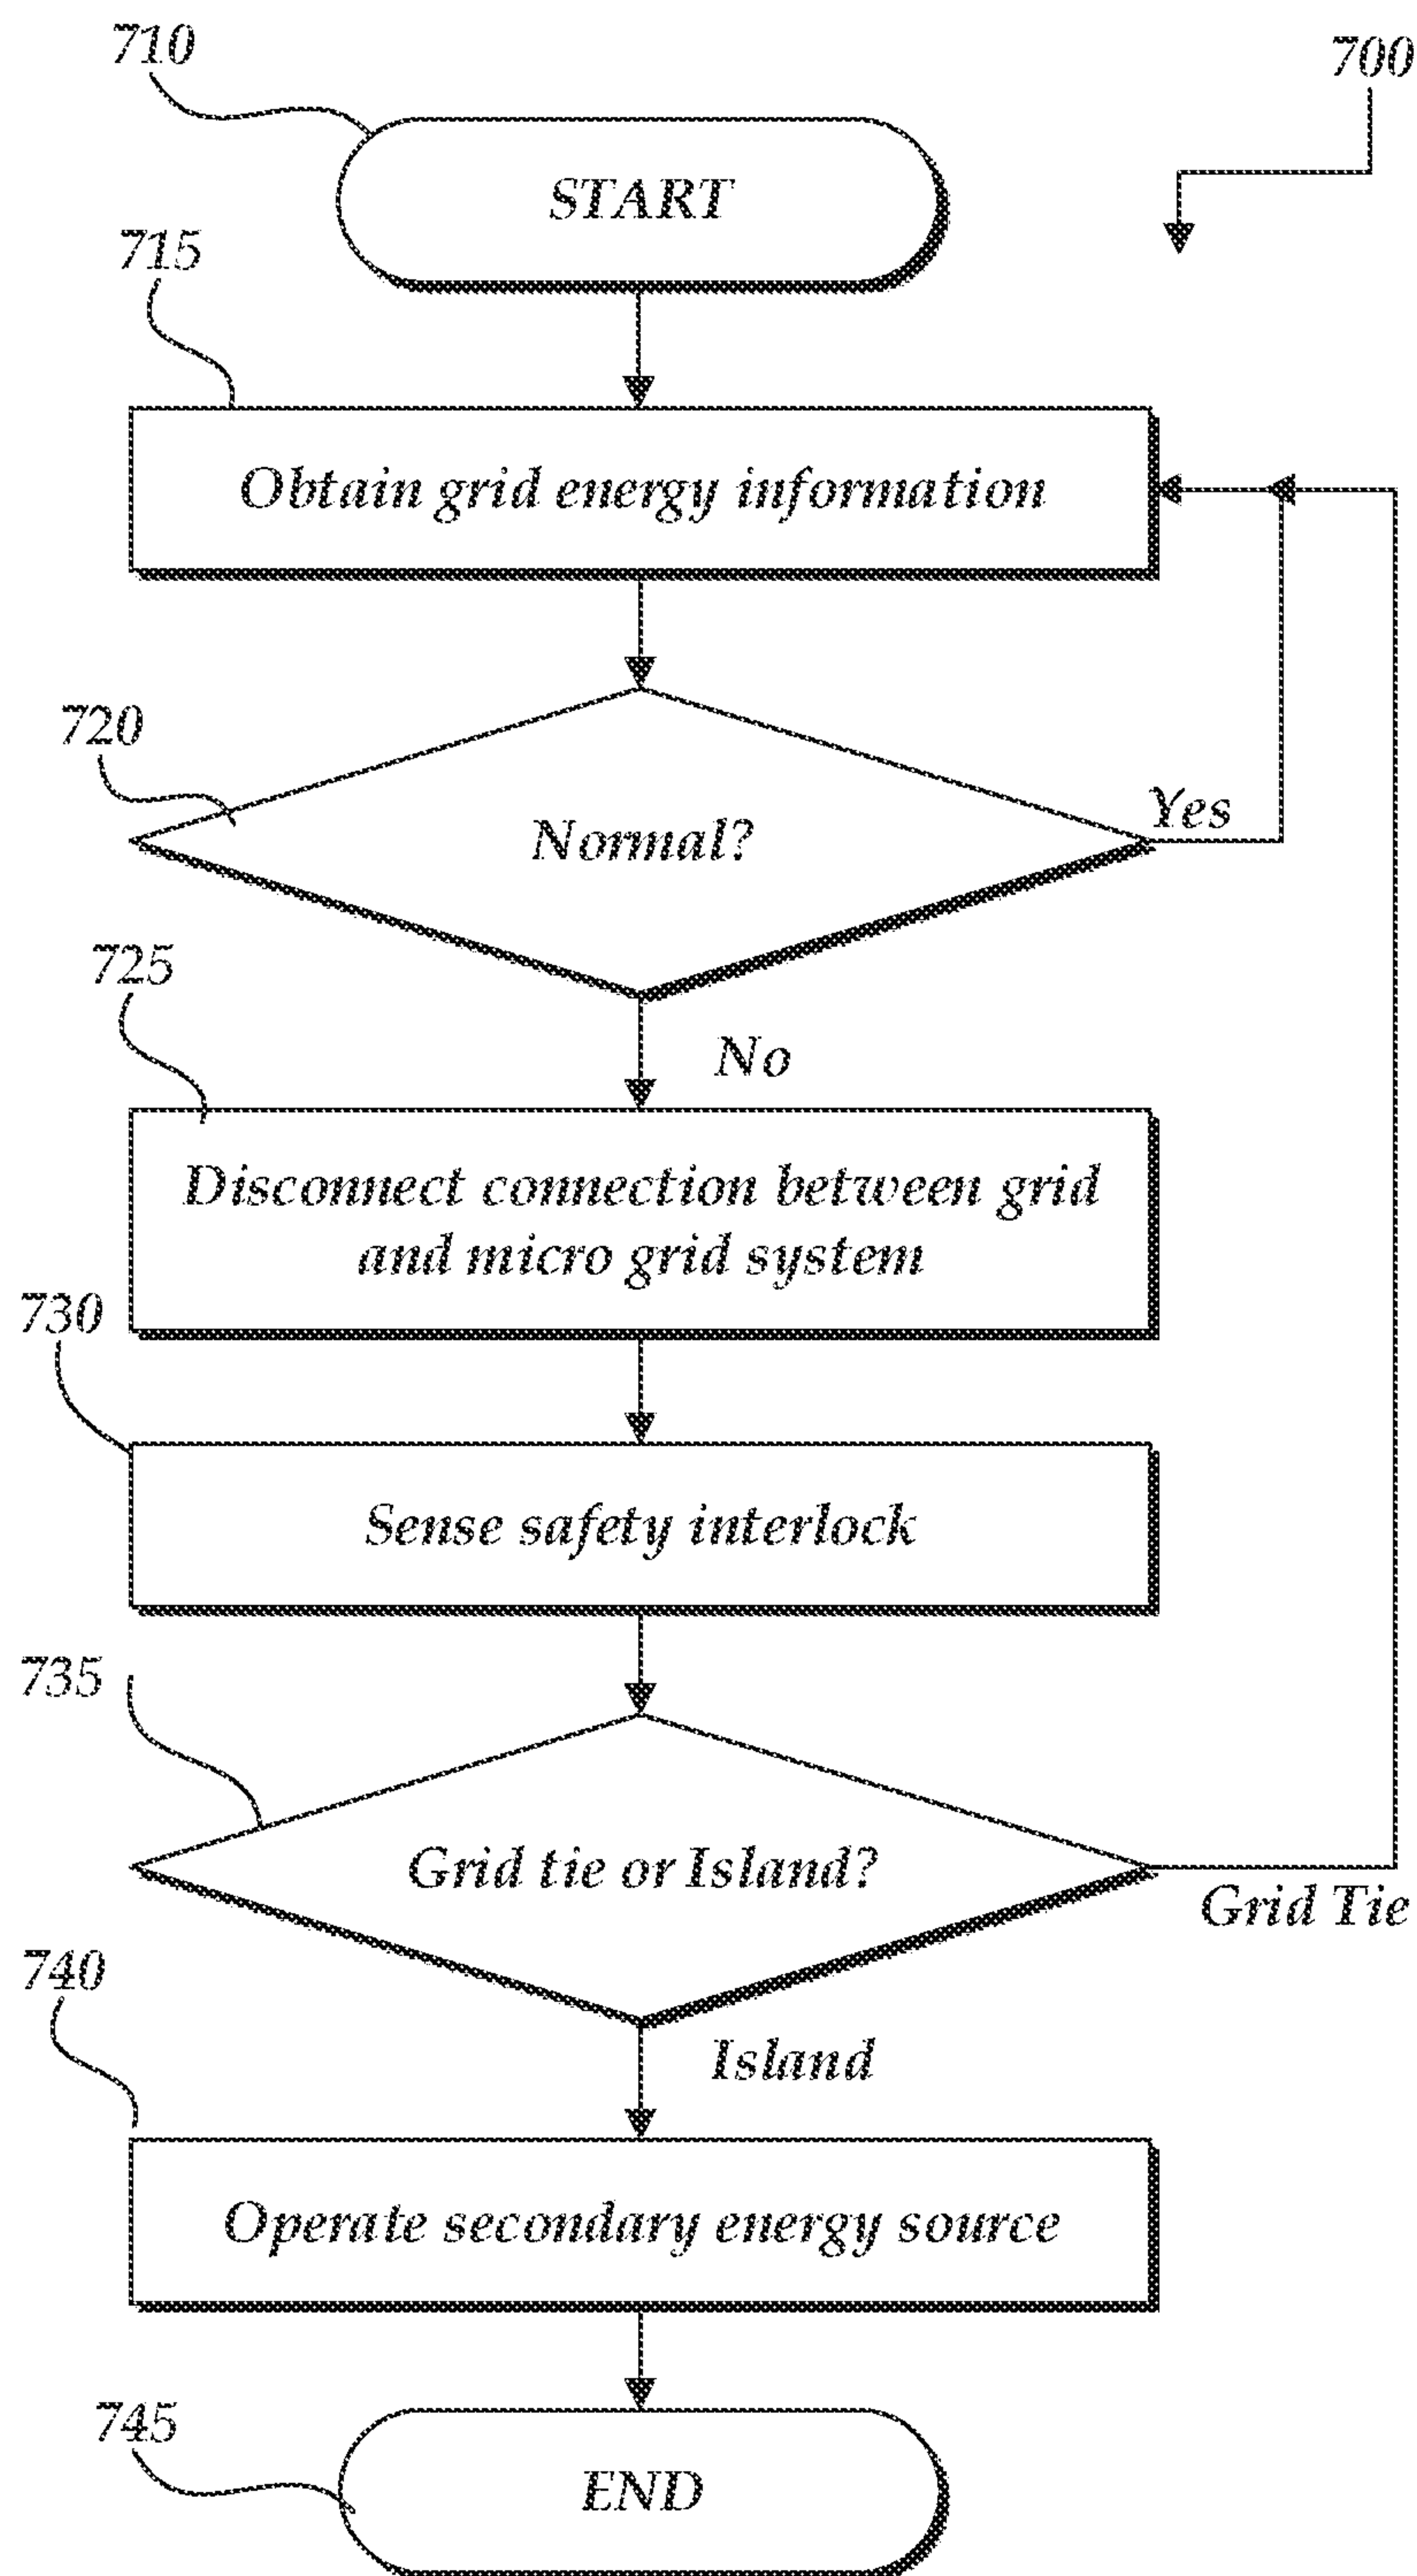 710
700
START
715
Obtain grid energy information
720
Yes
Normal?
725
No
Disconnect connection between grid
and micro grid system
730
Sense safety interlock
735
Grid tie or Island?
Grid Tie
740
Island
Operate secondary energy source
745
END